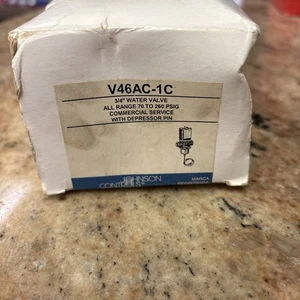 V46AC-1C
3/4" WATER VALVE
ALL RANGE 70 TO 260 PSIG
COMMERCIAL SERVICE
WITH DEPRESSOR PIN
JOHNSON
CONTROLS
MARCA